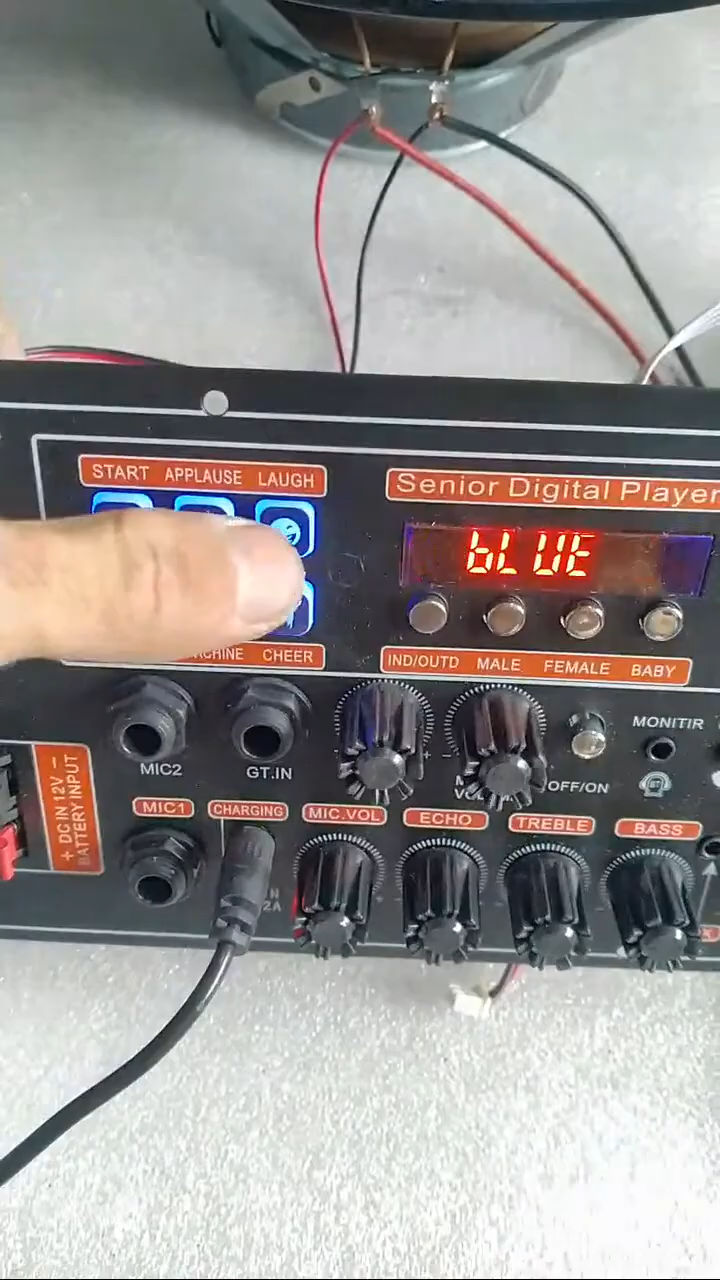 START APPLAUSE LAUGH
Senior Digital Player
bLUE
CHEER
IND/OUTD MALE FEMALE BABY
MIC2
GT.IN
OFF/ON
MONITIR
BT
+ DC IN 12V -
BATTERY INPUT
MIC1
CHARGING
MIC.VOL
ECHO
TREBLE
BASS